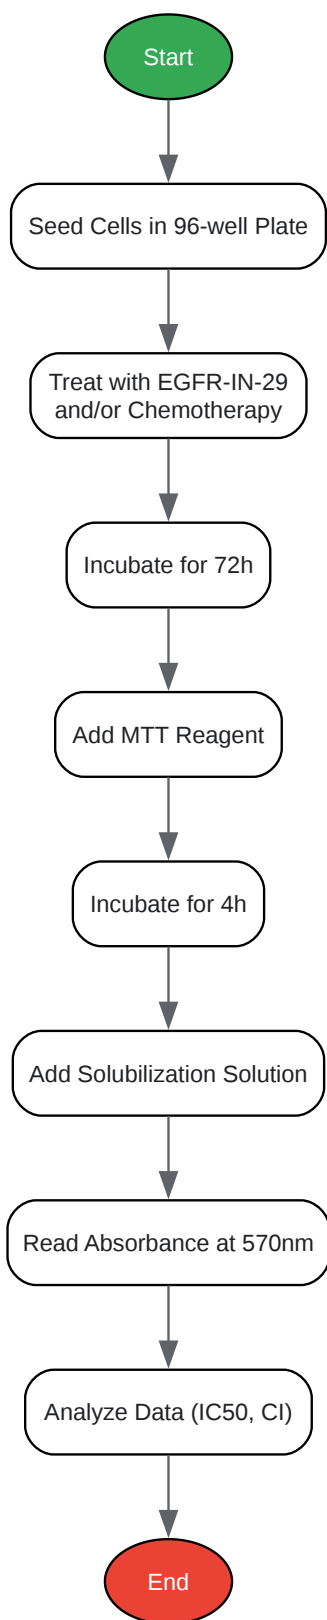 Start
Seed Cells in 96-well Plate
Treat with EGFR-IN-29
and/or Chemotherapy
Incubate for 72h
Add MTT Reagent
Incubate for 4h
Add Solubilization Solution
Read Absorbance at 570nm
Analyze Data (IC50, CI)
End